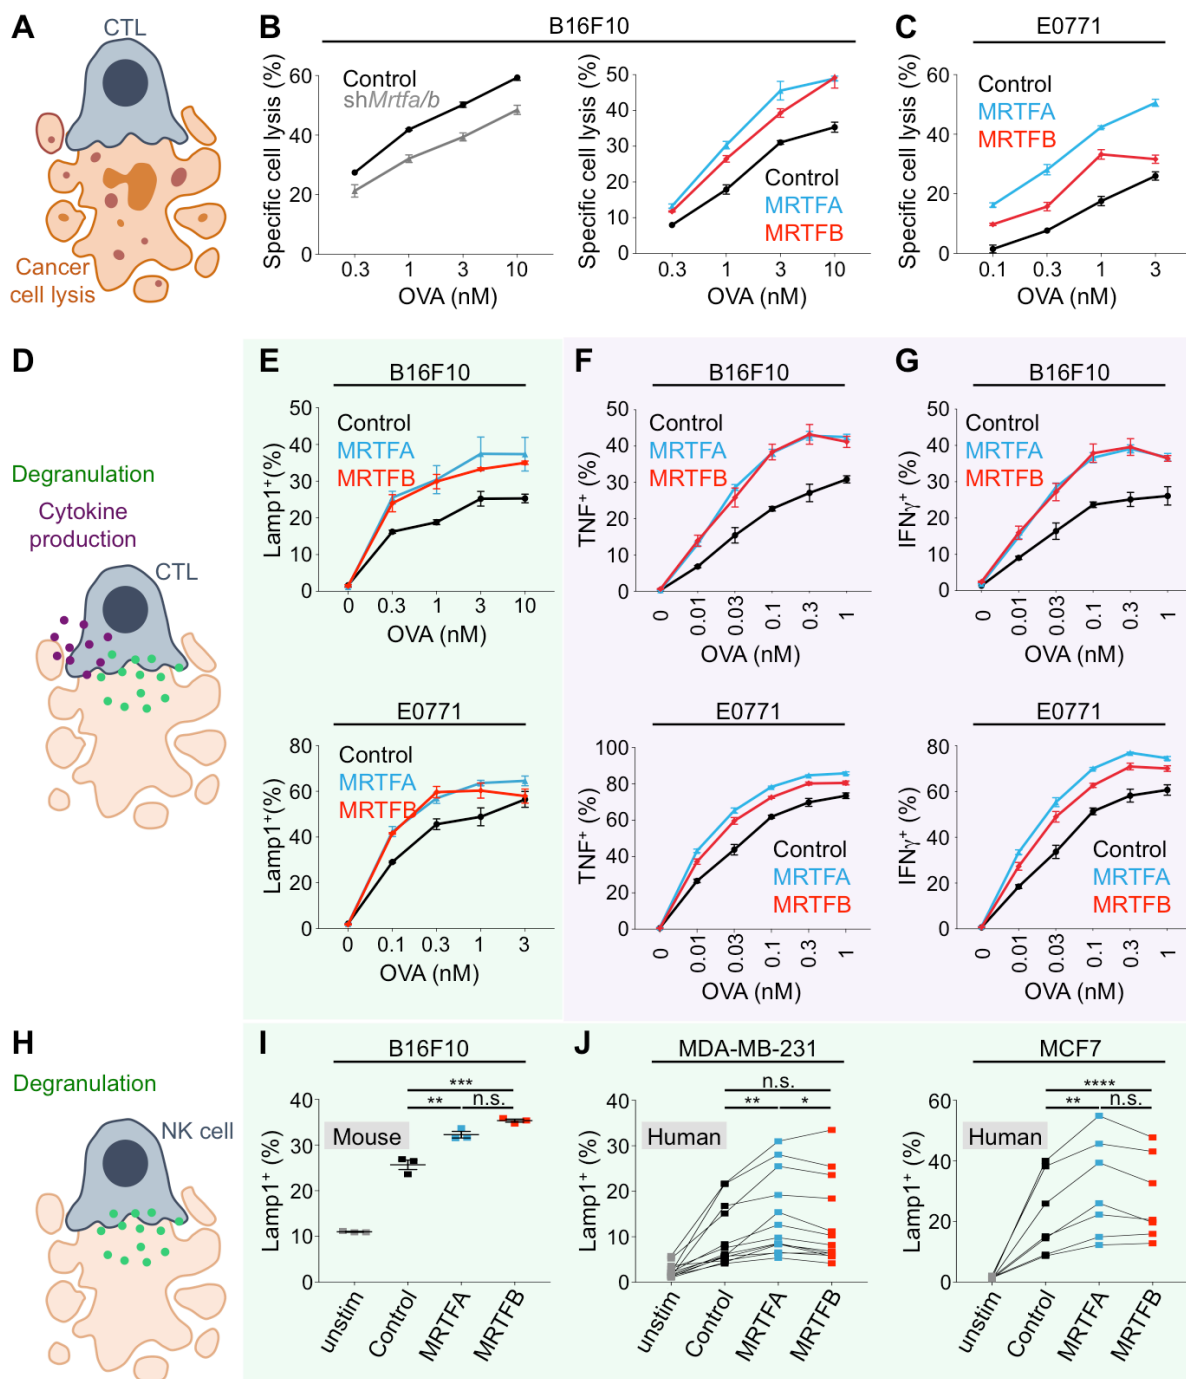 A
CTL
Cancer
cell lysis
B
B16F10
Specific cell lysis (%)
60
40
20
0
Control
shMrtfa/b
0.3 1 3 10
OVA (nM)
Specific cell lysis (%)
50
40
30
20
10
0
Control
MRTFA
MRTFB
0.3 1 3 10
OVA (nM)
C
E0771
Specific cell lysis (%)
60
40
20
0
Control
MRTFA
MRTFB
0.1 0.3 1 3
OVA (nM)
D
Degranulation
Cytokine
production
CTL
E
B16F10
Lamp1⁺(%)
50
40
30
20
10
0
Control
MRTFA
MRTFB
0 0.3 1 3 10
OVA (nM)
E0771
Lamp1⁺(%)
80
60
40
20
0
Control
MRTFA
MRTFB
0 0.1 0.3 1 3
OVA (nM)
F
B16F10
TNF⁺ (%)
50
40
30
20
10
0
Control
MRTFA
MRTFB
0 0.01 0.03 0.1 0.3 1
OVA (nM)
E0771
TNF⁺ (%)
100
80
60
40
20
0
Control
MRTFA
MRTFB
0 0.01 0.03 0.1 0.3 1
OVA (nM)
G
B16F10
IFNγ⁺ (%)
50
40
30
20
10
0
Control
MRTFA
MRTFB
0 0.01 0.03 0.1 0.3 1
OVA (nM)
E0771
IFNγ⁺ (%)
80
60
40
20
0
Control
MRTFA
MRTFB
0 0.01 0.03 0.1 0.3 1
OVA (nM)
H
Degranulation
NK cell
I
B16F10
***
** n.s.
Mouse
Lamp1⁺ (%)
40
30
20
10
0
unstim Control MRTFA MRTFB
J
MDA-MB-231
n.s.
** *
Human
Lamp1⁺ (%)
40
30
20
10
0
unstim Control MRTFA MRTFB
MCF7
****
** n.s.
Human
Lamp1⁺ (%)
60
40
20
0
unstim Control MRTFA MRTFB